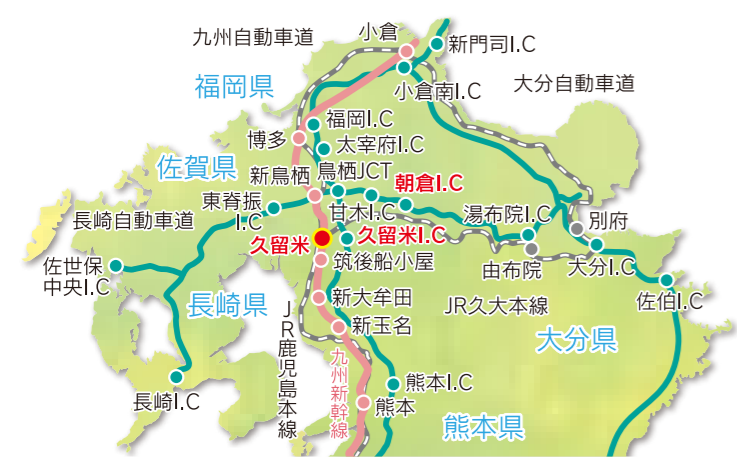 小倉
九州自動車道
新門司I.C
福岡県
小倉南I.C
大分自動車道
福岡I.C
博多
太宰府I.C
佐賀県
新鳥栖
鳥栖JCT
朝倉I.C
東脊振
I.C
甘木I.C
長崎自動車道
湯布院I.C
別府
久留米
久留米I.C
佐世保
中央I.C
筑後船小屋
由布院
大分I.C
長崎県
新大牟田
JR久大本線
佐伯I.C
新玉名
大分県
JR鹿児島本線
九州新幹線
長崎I.C
熊本I.C
熊本
熊本県